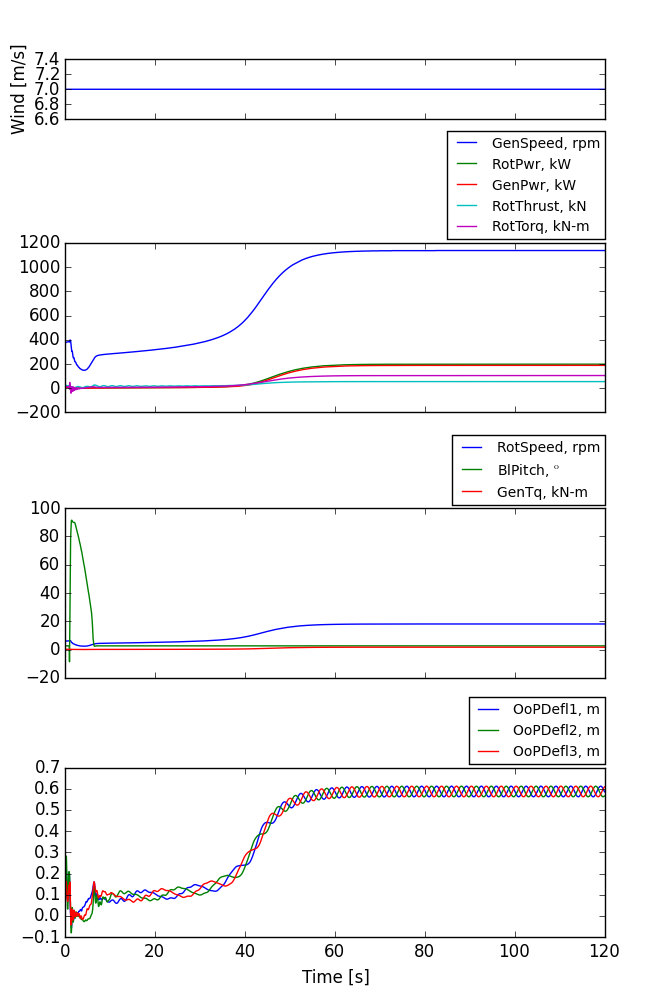 Wind [m/s]
7.4
7.2
7.0
6.8
6.6
GenSpeed, rpm
RotPwr, kW
GenPwr, kW
RotThrust, kN
RotTorq, kN-m
1200
1000
800
600
400
200
0
−200
RotSpeed, rpm
BlPitch, °
GenTq, kN-m
100
80
60
40
20
0
−20
OoPDefl1, m
OoPDefl2, m
OoPDefl3, m
0.7
0.6
0.5
0.4
0.3
0.2
0.1
0.0
−0.1
0 20 40 60 80 100 120
Time [s]